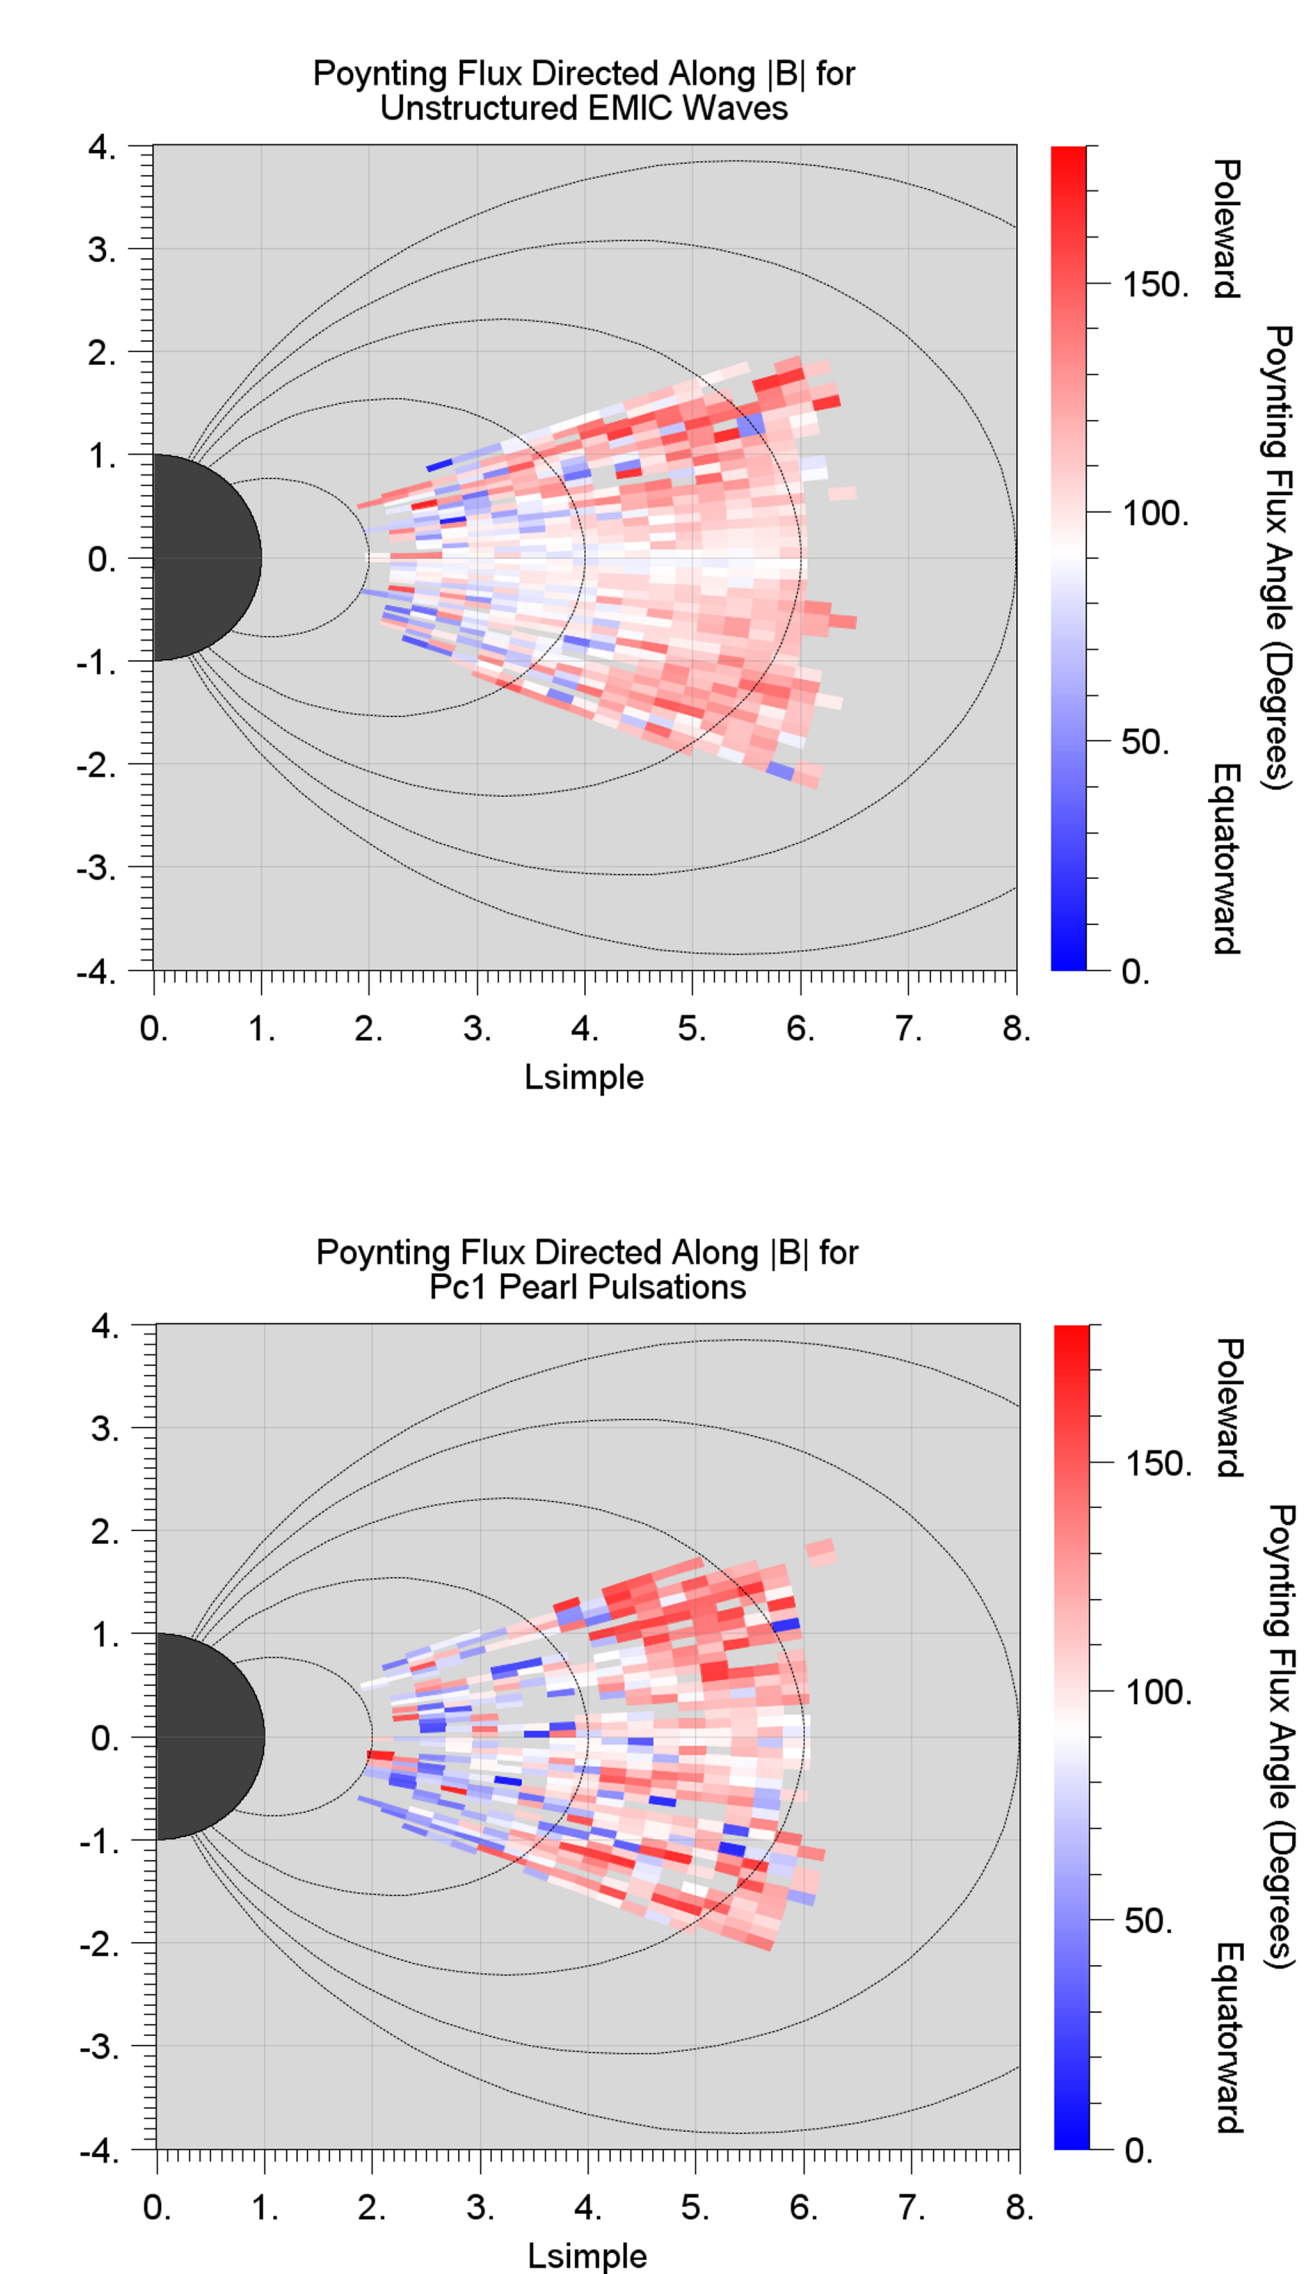 Poynting Flux Directed Along |B| for
Unstructured EMIC Waves
4.
3.
2.
1.
0.
-1.
-2.
-3.
-4.
0. 1. 2. 3. 4. 5. 6. 7. 8.
Lsimple
150.
100.
50.
0.
Poleward
Equatorward
Poynting Flux Angle (Degrees)
Poynting Flux Directed Along |B| for
Pc1 Pearl Pulsations
4.
3.
2.
1.
0.
-1.
-2.
-3.
-4.
0. 1. 2. 3. 4. 5. 6. 7. 8.
Lsimple
150.
100.
50.
0.
Poleward
Equatorward
Poynting Flux Angle (Degrees)